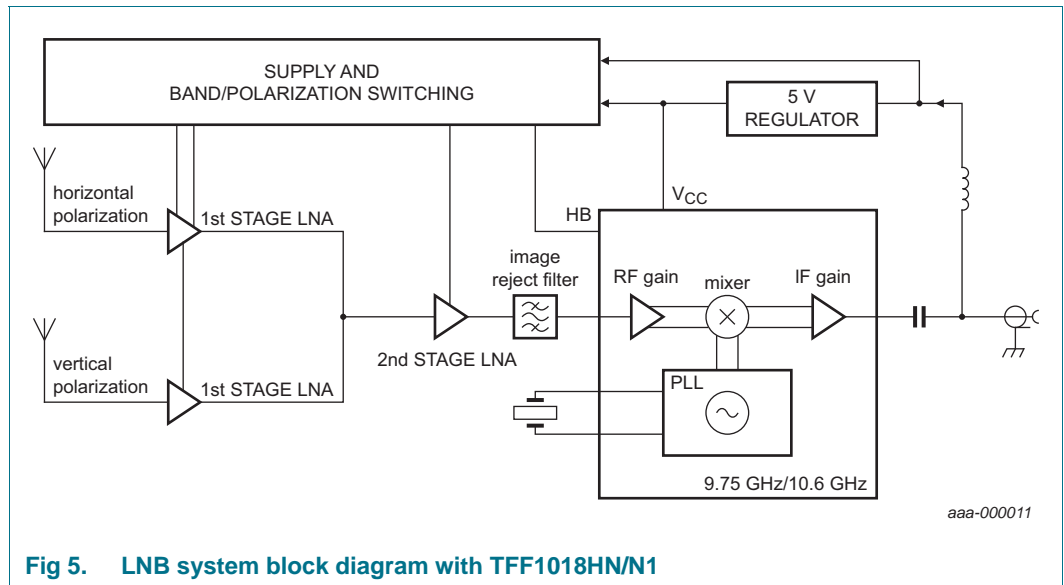 SUPPLY AND
BAND/POLARIZATION SWITCHING
5 V
REGULATOR
horizontal
polarization
1st STAGE LNA
HB
VCC
image
reject filter
RF gain
mixer
IF gain
2nd STAGE LNA
vertical
polarization
1st STAGE LNA
PLL
9.75 GHz/10.6 GHz
aaa-000011
Fig 5. LNB system block diagram with TFF1018HN/N1